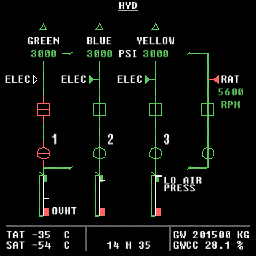 HYD
GREEN BLUE YELLOW
3000 3000 PSI 3000
ELEC ELEC ELEC RAT
5600
RPM
1 2 3
LO AIR
PRESS
OVHT
TAT -35 C GW 201500 KG
SAT -54 C 14 H 35 GWCC 28.1 %